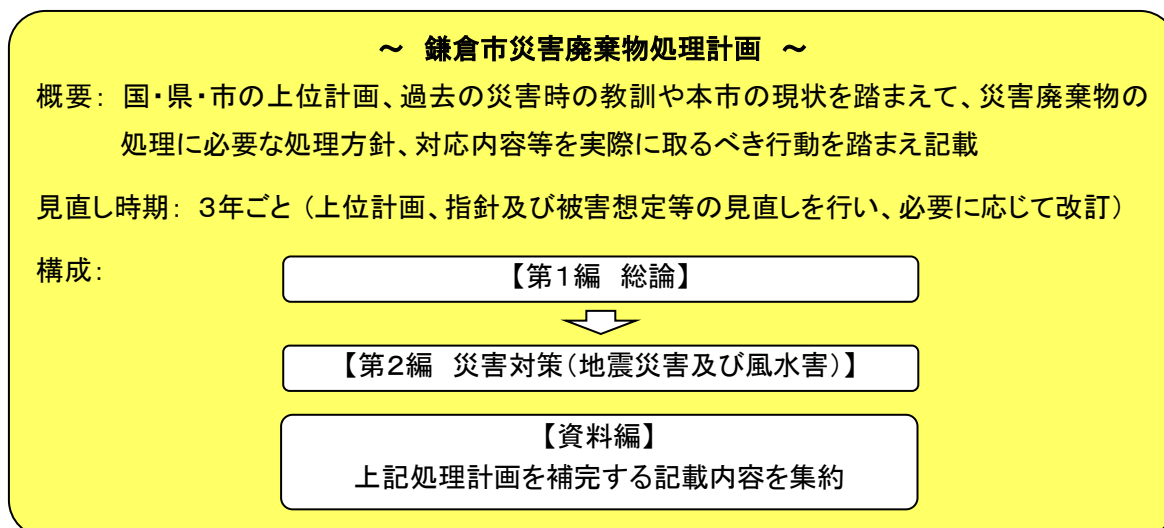 ～ 鎌倉市災害廃棄物処理計画 ～
概要： 国・県・市の上位計画、過去の災害時の教訓や本市の現状を踏まえて、災害廃棄物の
処理に必要な処理方針、対応内容等を実際に取るべき行動を踏まえ記載
見直し時期： ３年ごと（上位計画、指針及び被害想定等の見直しを行い、必要に応じて改訂）
構成：
【第１編 総論】
【第２編 災害対策（地震災害及び風水害）】
【資料編】
上記処理計画を補完する記載内容を集約